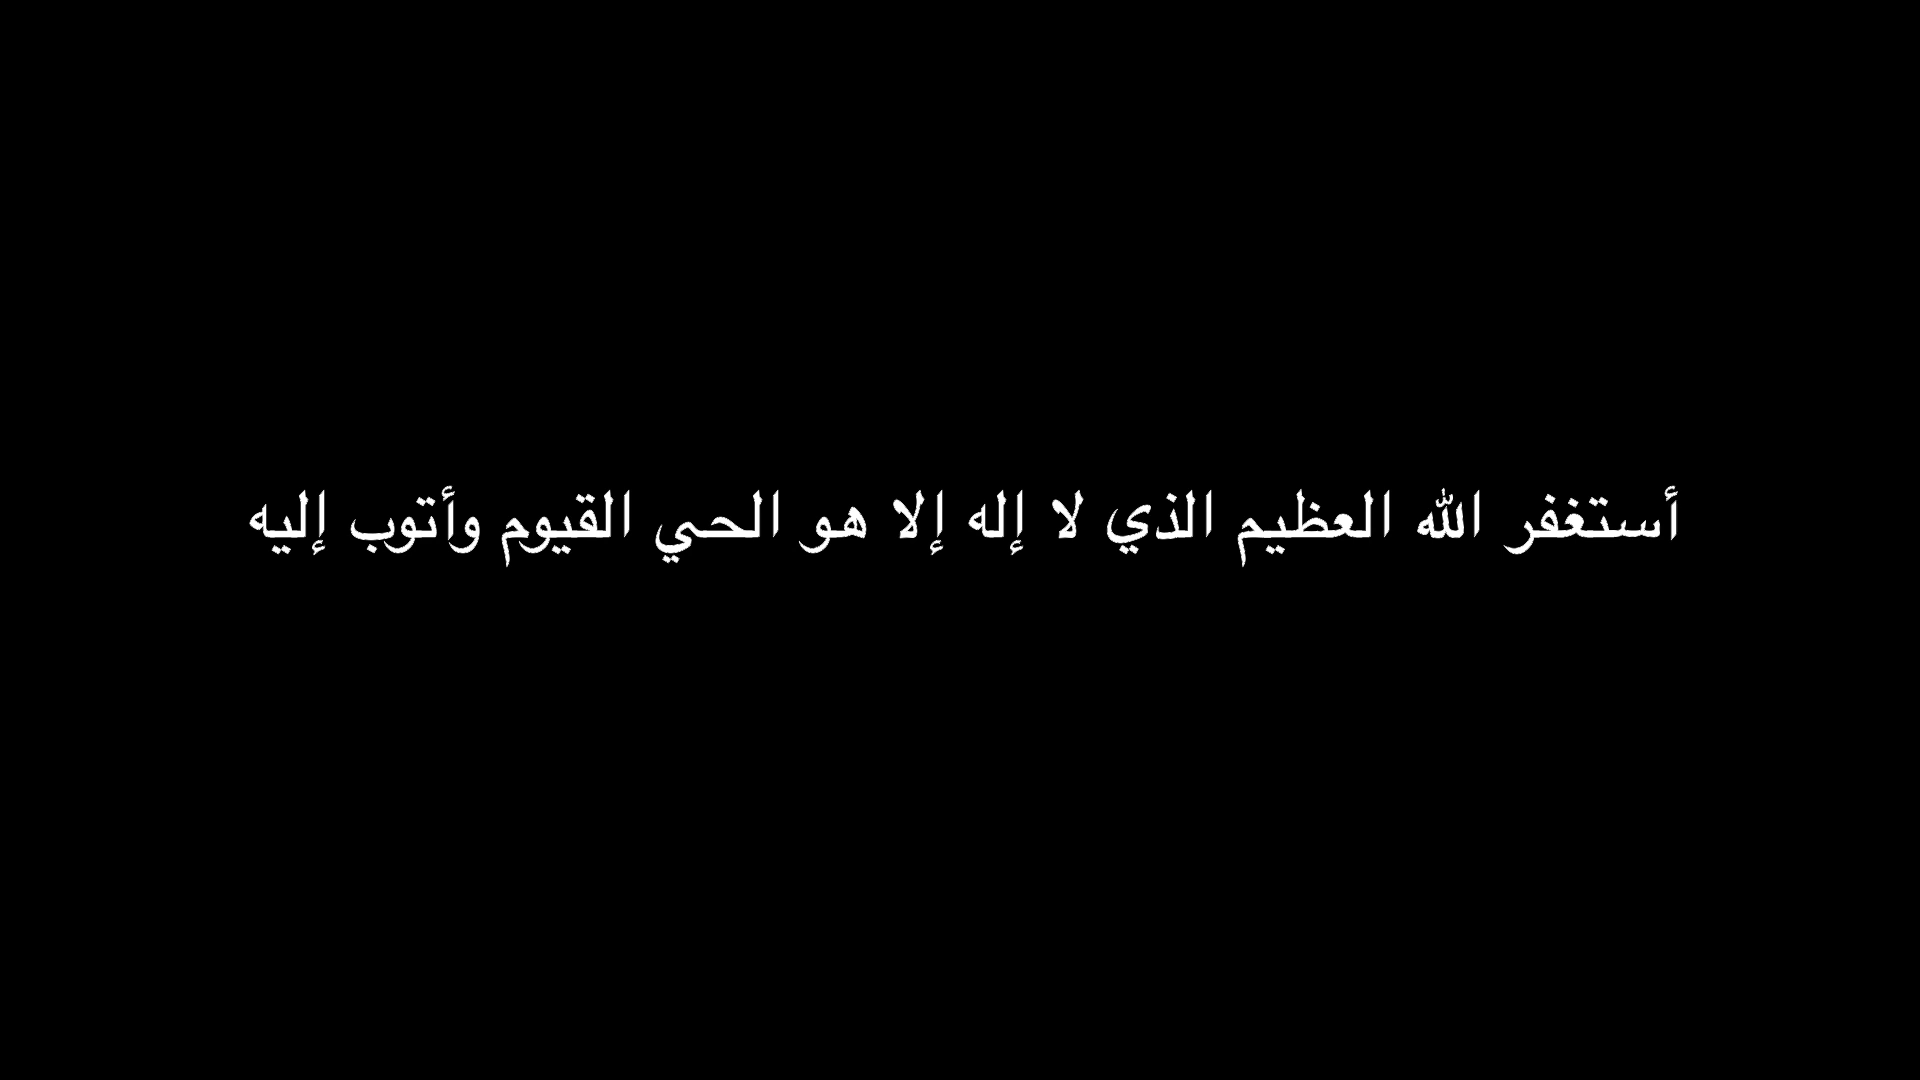 أستغفر الله العظيم الذي لا إله إلا هو الحي القيوم وأتوب إليه